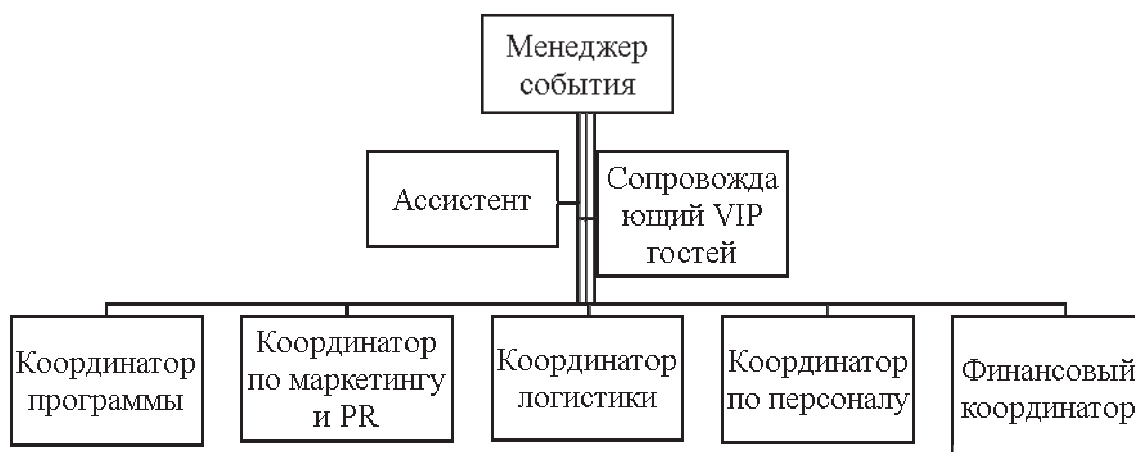 Менеджер
события
Ассистент
Сопровожда
ющий VIP
гостей
Координатор
программы
Координатор
по маркетингу
и PR
Координатор
логистики
Координатор
по персоналу
Финансовый
координатор